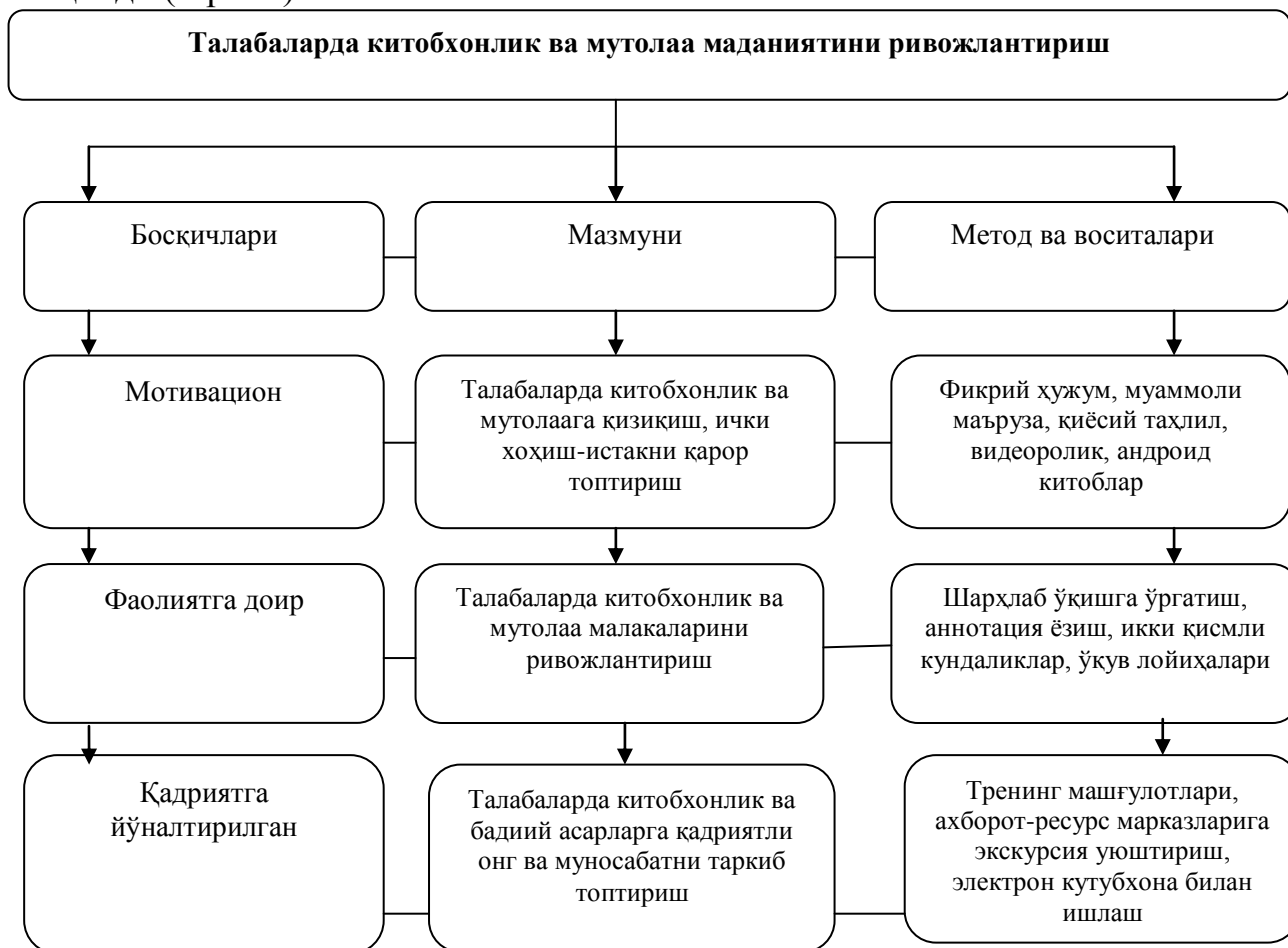 Талабаларда китобхонлик ва мутолаа маданиятини ривожлантириш
Босқичлари
Мазмуни
Метод ва воситалари
Мотивацион
Талабаларда китобхонлик ва
мутолаага қизиқиш, ички
хоҳиш-истакни қарор
топтириш
Фикрий ҳужум, муаммоли
маъруза, қиёсий таҳлил,
видеоролик, андроид
китоблар
Фаолиятга доир
Талабаларда китобхонлик ва
мутолаа малакаларини
ривожлантириш
Шарҳлаб ўқишга ўргатиш,
аннотация ёзиш, икки қисмли
кундаликлар, ўқув лойиҳалари
Қадриятга
йўналтирилган
Талабаларда китобхонлик ва
бадиий асарларга қадриятли
онг ва муносабатни таркиб
топтириш
Тренинг машғулотлари,
ахборот-ресурс марказларига
экскурсия уюштириш,
электрон кутубхона билан
ишлаш